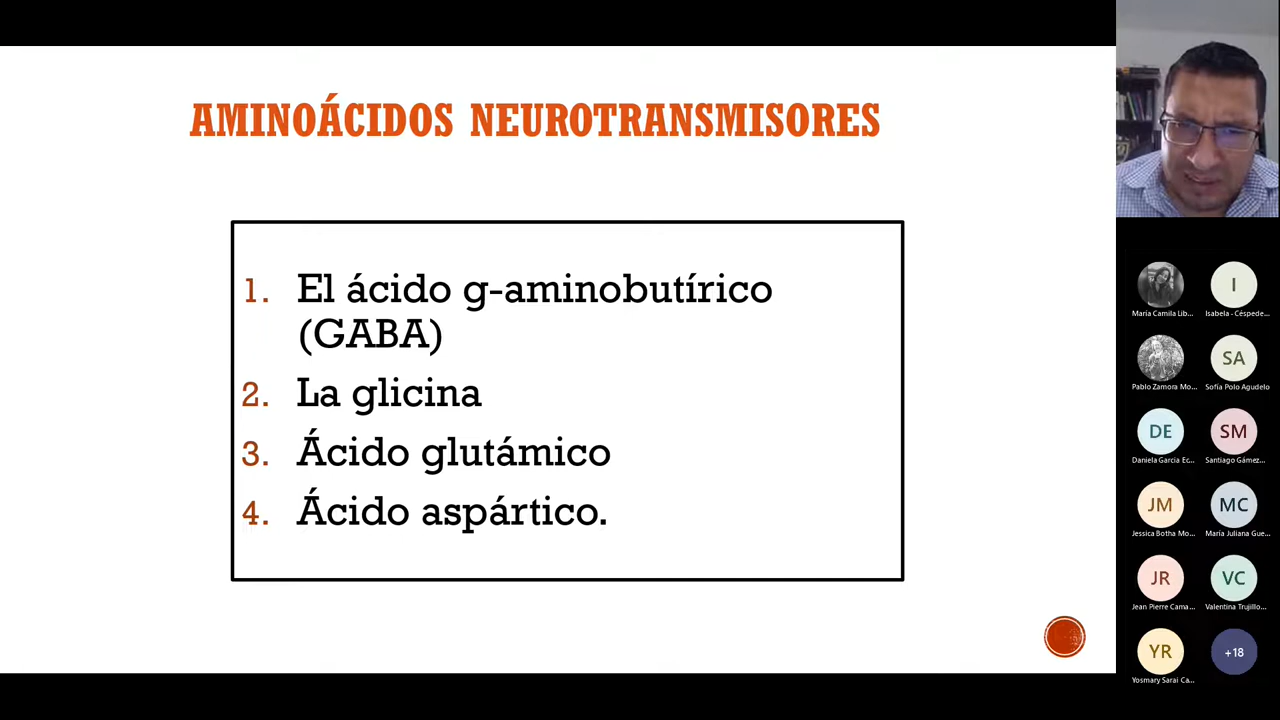 AMINOÁCIDOS NEUROTRANSMISORES
1. El ácido g-aminobutírico
(GABA)
2. La glicina
3. Ácido glutámico
4. Ácido aspártico.
I
María Camila Lib...
Isabela - Céspede...
SA
Pablo Zamora Mo...
Sofía Polo Agudelo
DE
SM
Daniela Garcia Ec...
Santiago Gámez...
JM
MC
Jessica Botha Mo...
María Juliana Gue...
JR
VC
Jean Pierre Cama...
Valentina Trujillo...
YR
+18
Yosmary Sarai Ca...